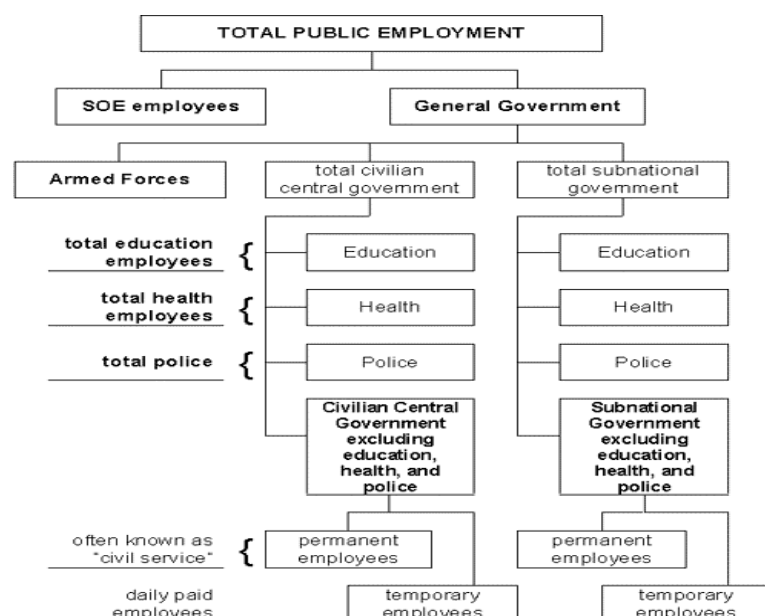 TOTAL PUBLIC EMPLOYMENT
SOE employees
General Government
Armed Forces
total civilian
central government
total subnational
government
total education
employees
{
Education
Education
total health
employees
{
Health
Health
total police
{
Police
Police
Civilian Central
Government
excluding
education,
health, and
police
Subnational
Government
excluding
education,
health, and
police
often known as
"civil service"
{
permanent
employees
permanent
employees
daily paid
employees
temporary
employees
temporary
employees